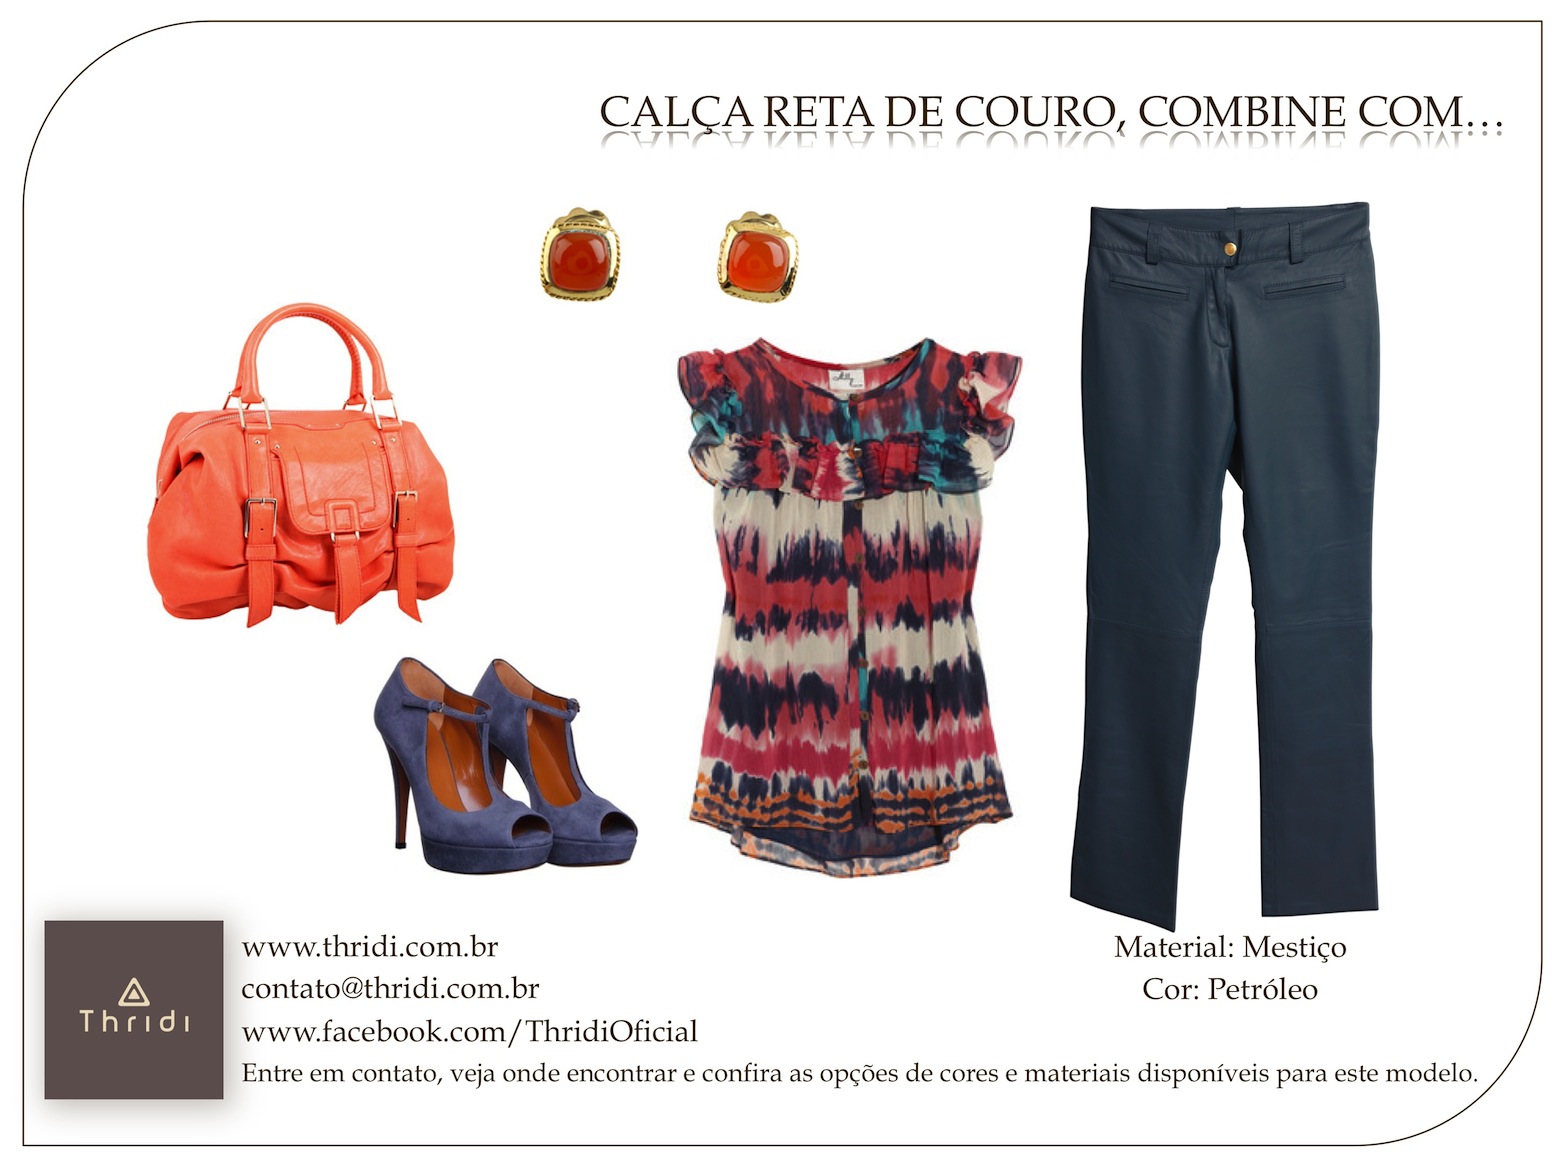 CALÇA RETA DE COURO, COMBINE COM...
www.thridi.com.br
contato@thridi.com.br
www.facebook.com/ThridiOficial
Entre em contato, veja onde encontrar e confira as opções de cores e materiais disponíveis para este modelo.
Material: Mestiço
Cor: Petróleo
Thridi